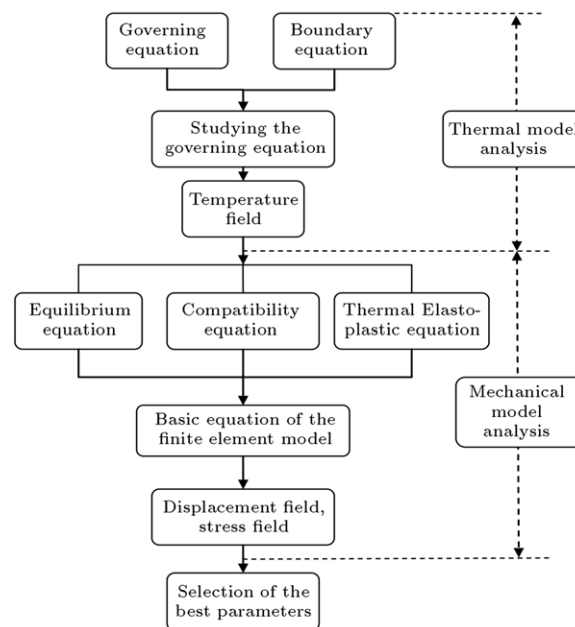 Governing
equation
Boundary
equation
Studying the
governing equation
Thermal model
analysis
Temperature
field
Equilibrium
equation
Compatibility
equation
Thermal Elasto-
plastic equation
Mechanical
model
analysis
Basic equation of the
finite element model
Displacement field,
stress field
Selection of the
best parameters